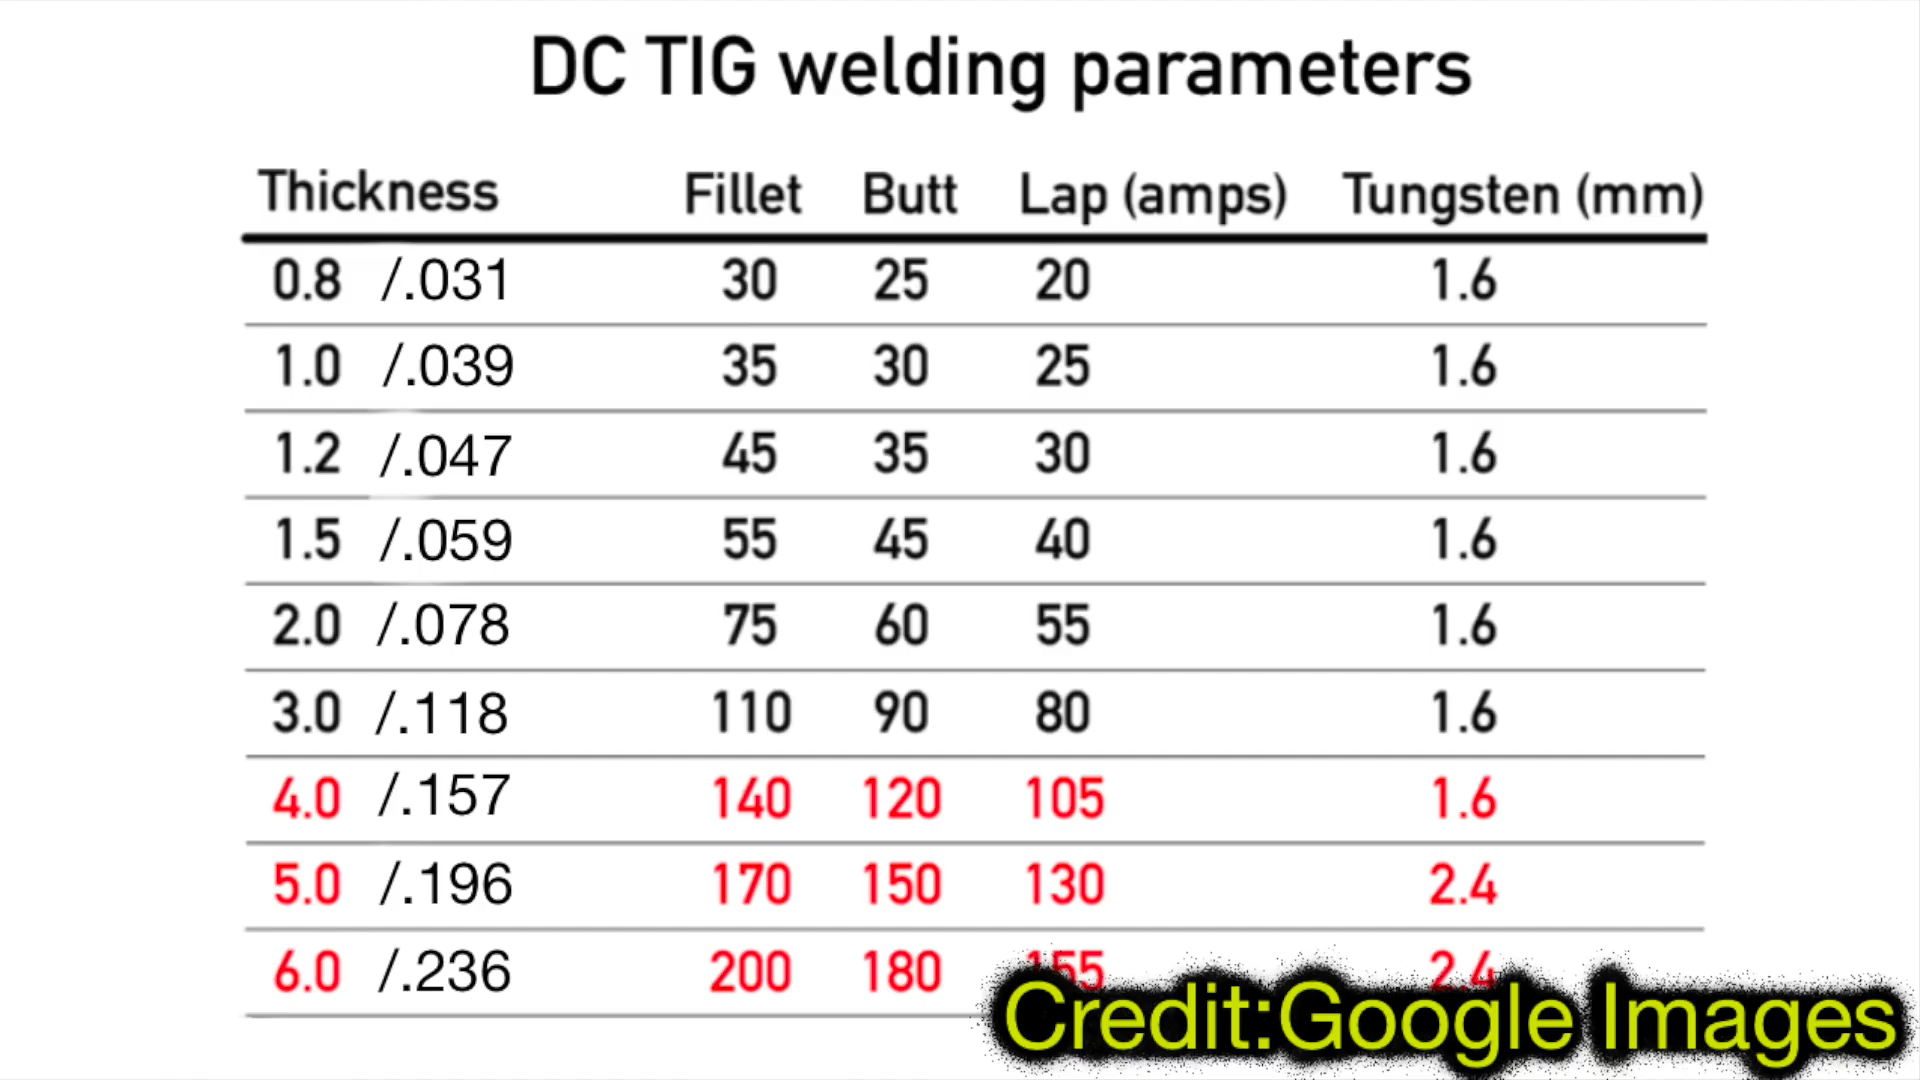 DC TIG welding parameters
Thickness Fillet Butt Lap (amps) Tungsten (mm)
0.8 /.031 30 25 20 1.6
1.0 /.039 35 30 25 1.6
1.2 /.047 45 35 30 1.6
1.5 /.059 55 45 40 1.6
2.0 /.078 75 60 55 1.6
3.0 /.118 110 90 80 1.6
4.0 /.157 140 120 105 1.6
5.0 /.196 170 150 130 2.4
6.0 /.236 200 180 155 2.4
Credit:Google Images